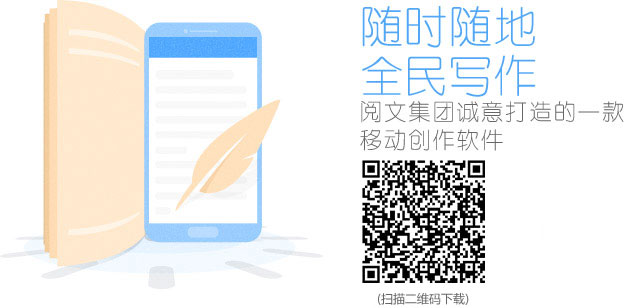 随时随地
全民写作
阅文集团诚意打造的一款
移动创作软件
(扫描二维码下载)